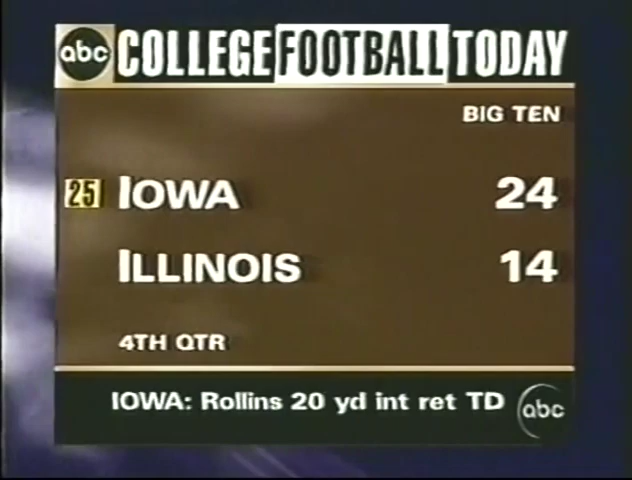 abc COLLEGE FOOTBALL TODAY
BIG TEN
25 IOWA 24
ILLINOIS 14
4TH QTR
IOWA: Rollins 20 yd int ret TD abc